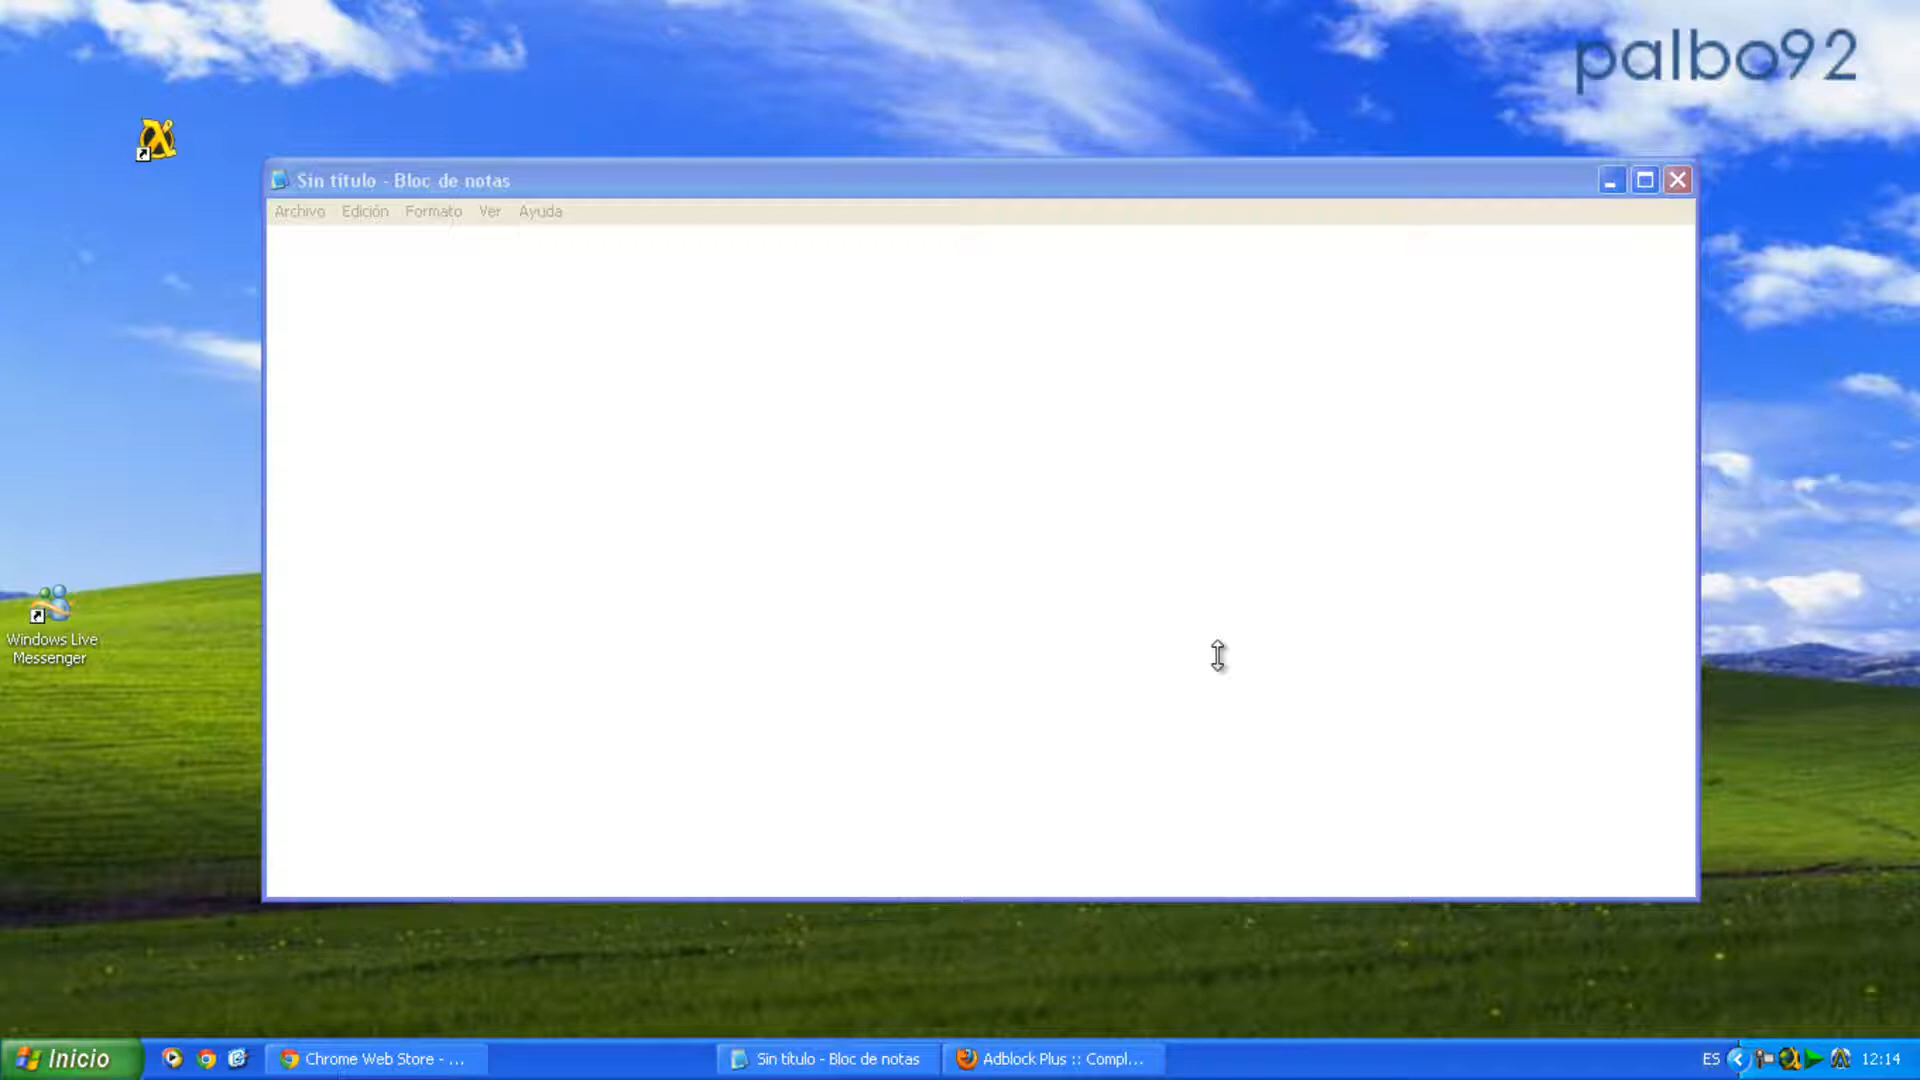 palbo92
Sin título - Bloc de notas
Archivo Edición Formato Ver Ayuda
Windows Live
Messenger
Inicio
Chrome Web Store - ...
Sin título - Bloc de notas
Adblock Plus :: Compl...
ES
12:14